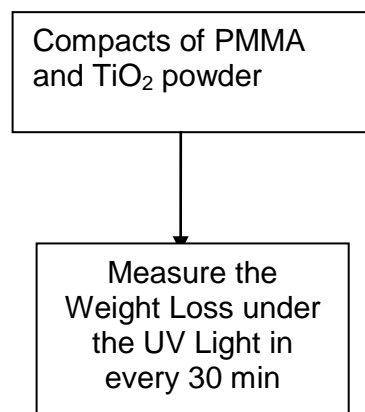 Compacts of PMMA
and TiO₂ powder
Measure the
Weight Loss under
the UV Light in
every 30 min